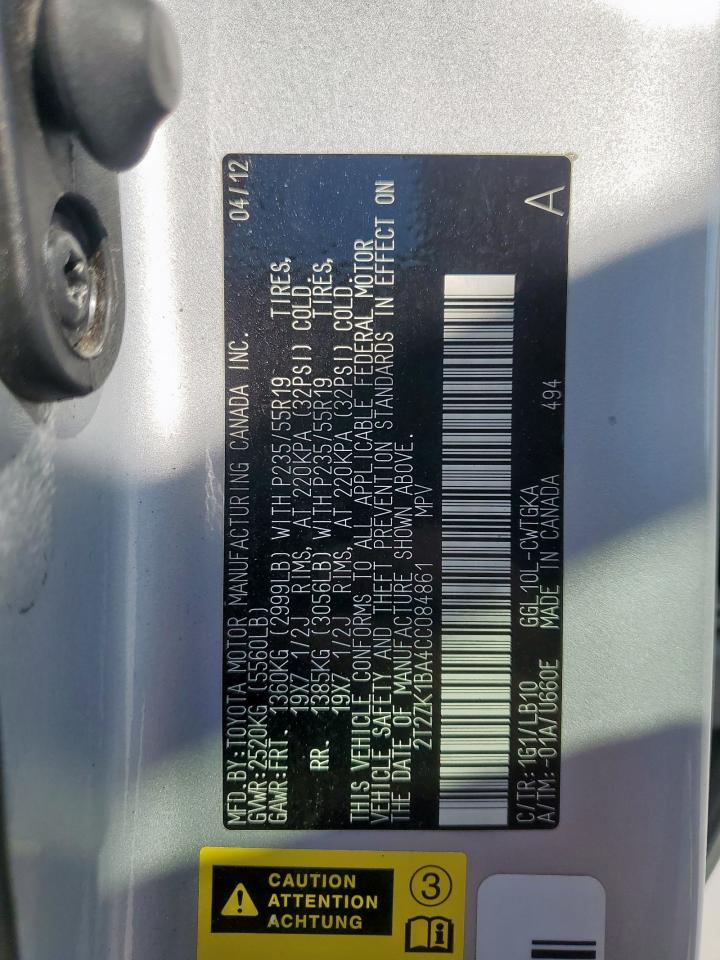 MFD.BY:TOYOTA MOTOR MANUFACTURING CANADA INC. 04/12
GVWR:2520KG (5560LB)
GAWR:FRT. 1360KG (2999LB) WITH P235/55R19 TIRES,
19X7 1/2J RIMS, AT 220KPA (32PSI) COLD.
RR. 1385KG (3056LB) WITH P235/55R19 TIRES,
19X7 1/2J RIMS, AT 220KPA (32PSI) COLD.
THIS VEHICLE CONFORMS TO ALL APPLICABLE FEDERAL MOTOR
VEHICLE SAFETY AND THEFT PREVENTION STANDARDS IN EFFECT ON
THE DATE OF MANUFACTURE SHOWN ABOVE.
2T2ZK1BA4CC084861 MPV
C/TR:1G1/LB10 GGL10L-CWTGKA A
A/TM:-01A/U660E MADE IN CANADA 494
CAUTION
ATTENTION
ACHTUNG
3